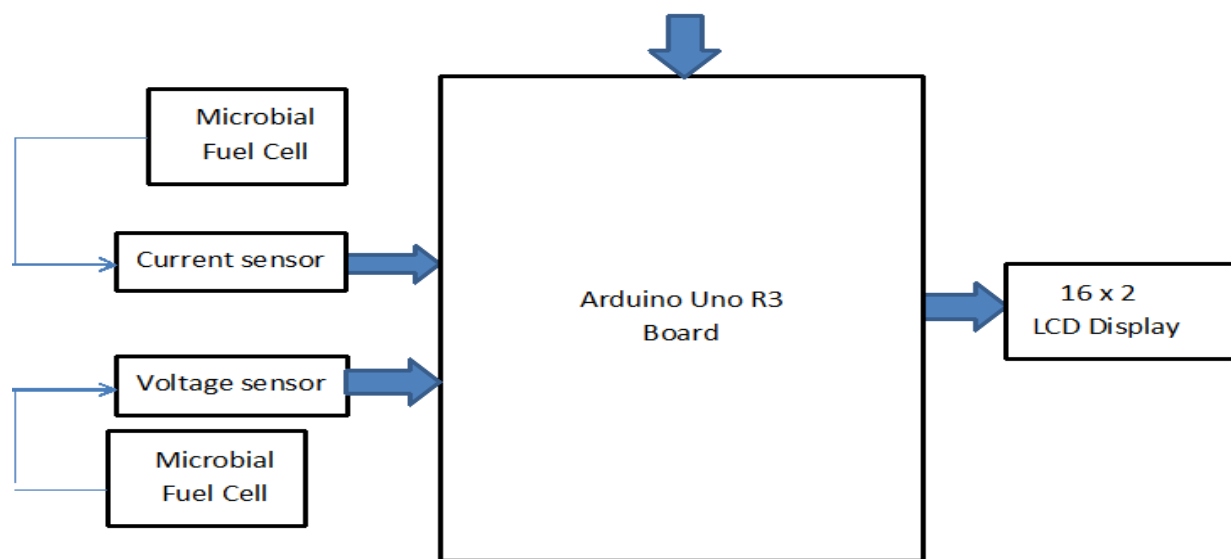 Microbial
Fuel Cell
Current sensor
Arduino Uno R3
Board
16 x 2
LCD Display
Voltage sensor
Microbial
Fuel Cell